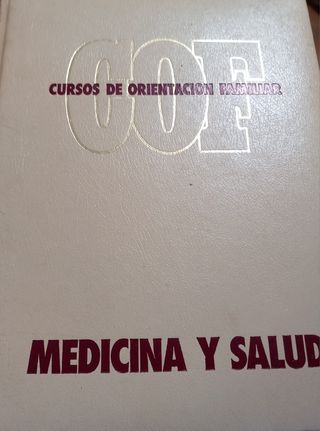 COF
CURSOS DE ORIENTACION FAMILIAR
MEDICINA Y SALUD